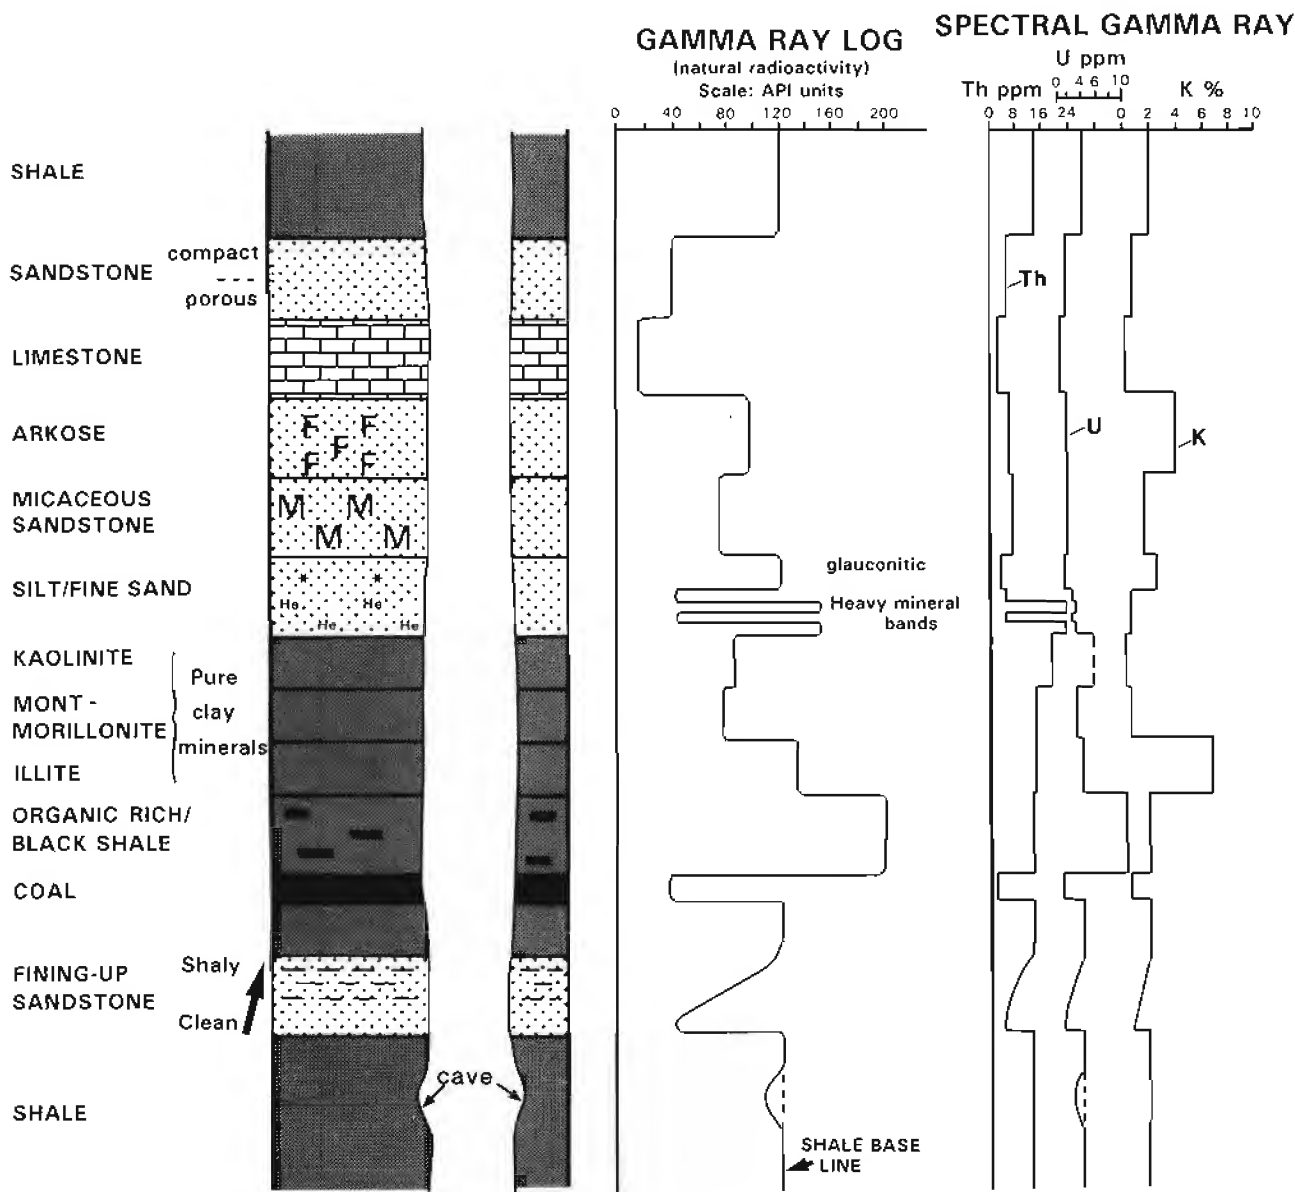 GAMMA RAY LOG
(natural radioactivity)
Scale: API units
0 40 80 120 160 200
SPECTRAL GAMMA RAY
U ppm
0 4 6 10
Th ppm
K %
0 8 16 24 0 2 4 6 8 10
SHALE
SANDSTONE
compact
porous
LIMESTONE
ARKOSE
F F
F
F F
MICACEOUS
SANDSTONE
M M
M M
SILT/FINE SAND
* *
He He
He He
KAOLINITE
MONT-
MORILLONITE
ILLITE
Pure
clay
minerals
ORGANIC RICH/
BLACK SHALE
COAL
FINING-UP
SANDSTONE
Shaly
Clean
SHALE
cave
glauconitic
Heavy mineral
bands
SHALE BASE
LINE
Th
U
K